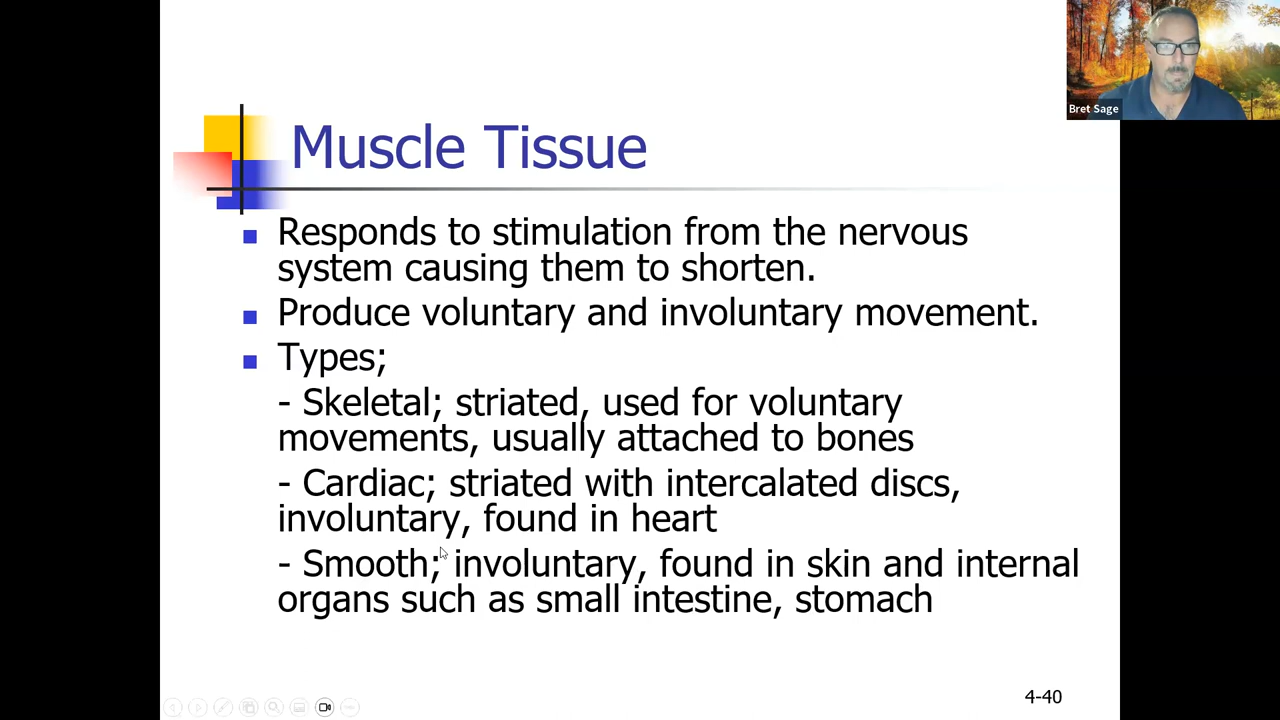 Bret Sage
Muscle Tissue
Responds to stimulation from the nervous
system causing them to shorten.
Produce voluntary and involuntary movement.
Types;
- Skeletal; striated, used for voluntary
movements, usually attached to bones
- Cardiac; striated with intercalated discs,
involuntary, found in heart
- Smooth; involuntary, found in skin and internal
organs such as small intestine, stomach
4-40